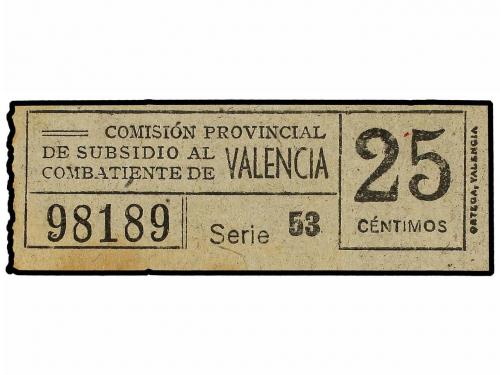 COMISIÓN PROVINCIAL
DE SUBSIDIO AL
COMBATIENTE DE VALENCIA
98189
Serie 53
25
CÉNTIMOS
ORTEGA, VALENCIA